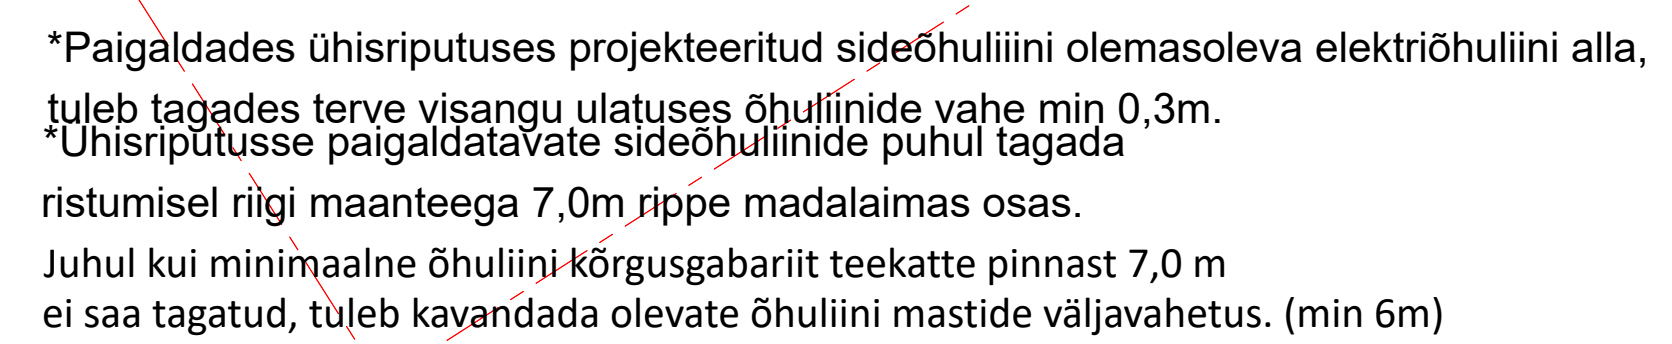 *Paigaldades ühisriputuses projekteeritud sideõhuliiini olemasoleva elektriõhuliini alla,
tuleb tagades terve visangu ulatuses õhuliinide vahe min 0,3m.
*Ühisriputusse paigaldatavate sideõhuliinide puhul tagada
ristumisel riigi maanteega 7,0m rippe madalaimas osas.
Juhul kui minimaalne õhuliini kõrgusgabariit teekatte pinnast 7,0 m
ei saa tagatud, tuleb kavandada olevate õhuliini mastide väljavahetus. (min 6m)